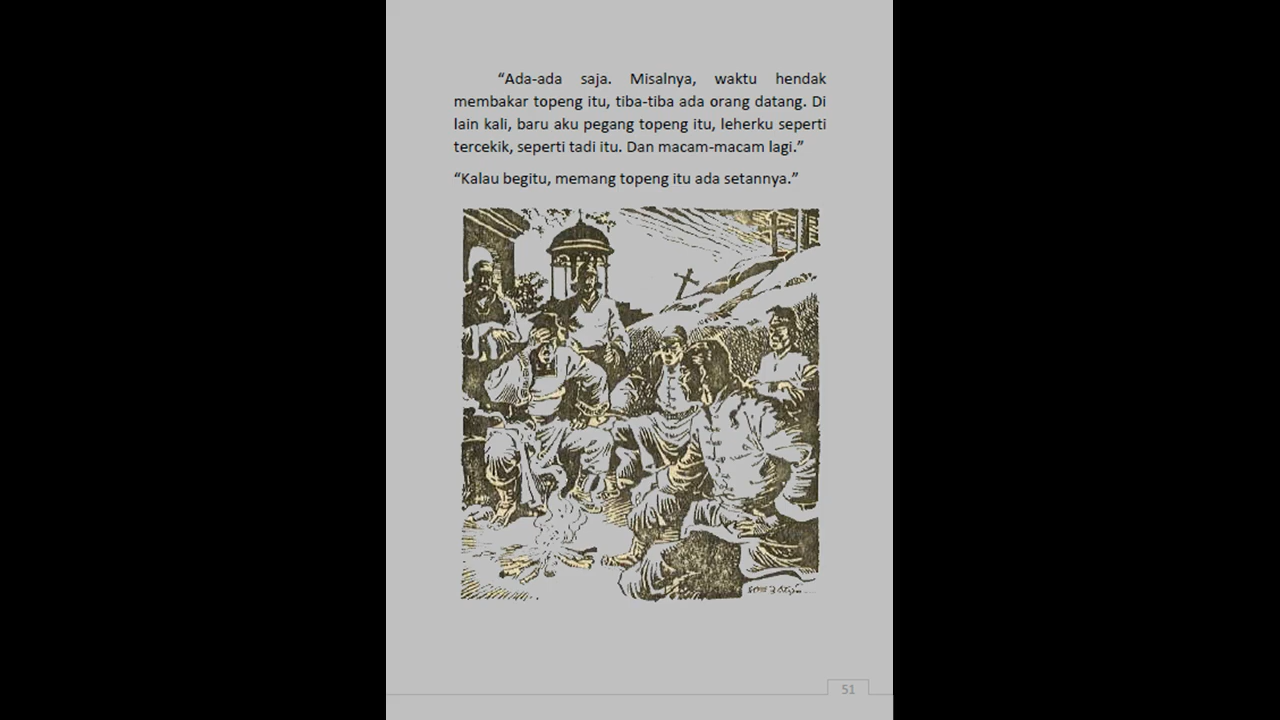 “Ada-ada saja. Misalnya, waktu hendak
membakar topeng itu, tiba-tiba ada orang datang. Di
lain kali, baru aku pegang topeng itu, leherku seperti
tercekik, seperti tadi itu. Dan macam-macam lagi.”
“Kalau begitu, memang topeng itu ada setannya.”
51